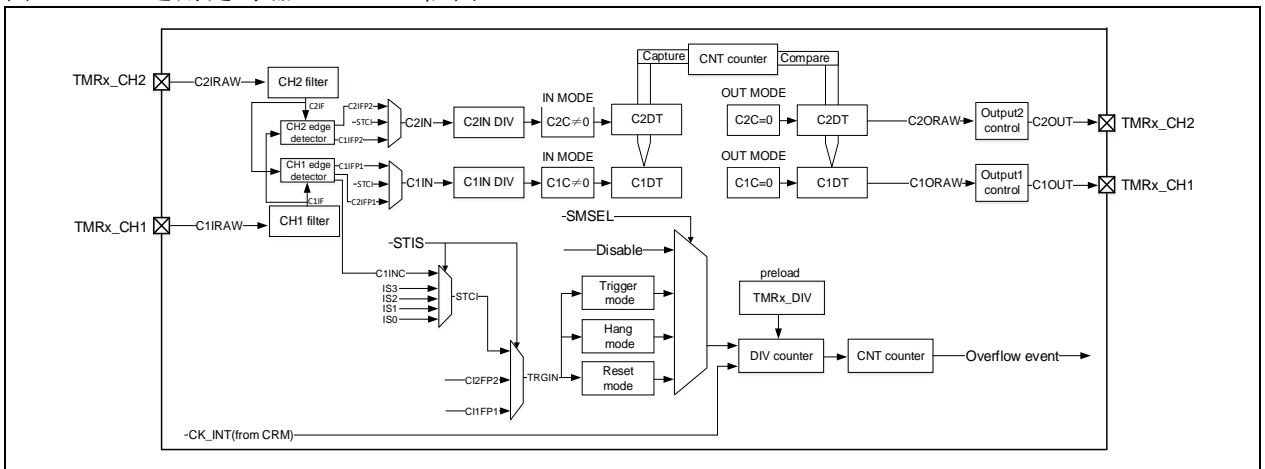 Capture
CNT counter
Compare
TMRx_CH2
C2IRAW
CH2 filter
C2IF
CH2 edge
detector
C2IFP2
-STCI
C1IFP2
C2IN
C2IN DIV
IN MODE
C2C≠0
C2DT
OUT MODE
C2C=0
C2DT
C2ORAW
Output2
control
C2OUT
TMRx_CH2
CH1 edge
detector
C1IFP1
-STCI
C2IFP1
C1IN
C1IN DIV
IN MODE
C1C≠0
C1DT
OUT MODE
C1C=0
C1DT
C1ORAW
Output1
control
C1OUT
TMRx_CH1
C1IF
TMRx_CH1
C1IRAW
CH1 filter
-SMSEL
-STIS
Disable
C1INC
IS3
IS2
IS1
IS0
STCI
Trigger
mode
preload
TMRx_DIV
Hang
mode
DIV counter
CNT counter
Overflow event
CI2FP2
TRGIN
Reset
mode
CI1FP1
-CK_INT(from CRM)